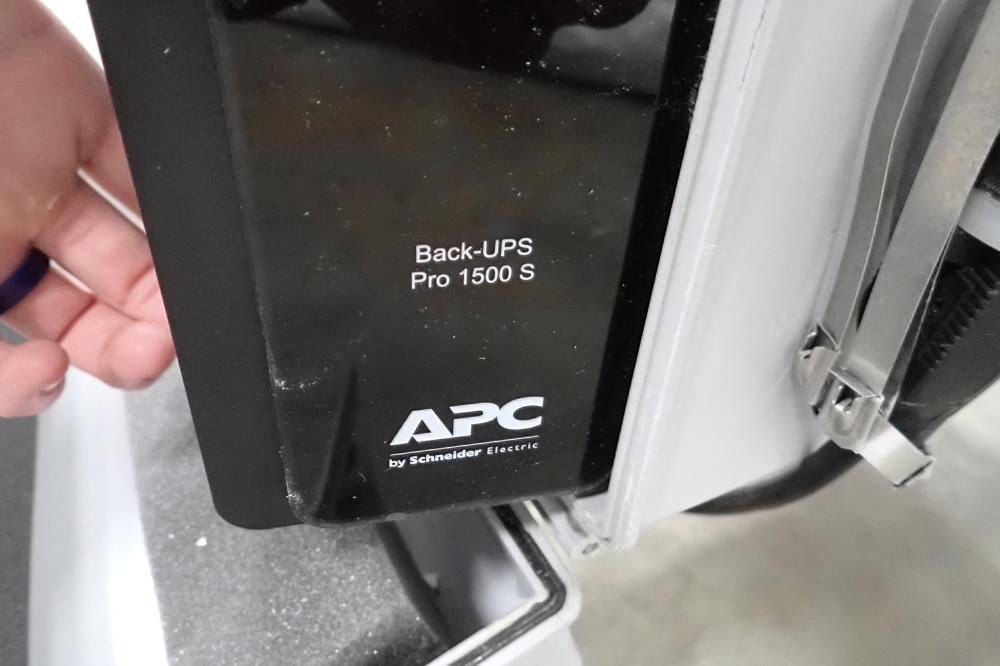 Back-UPS
Pro 1500 S
APC
by Schneider Electric